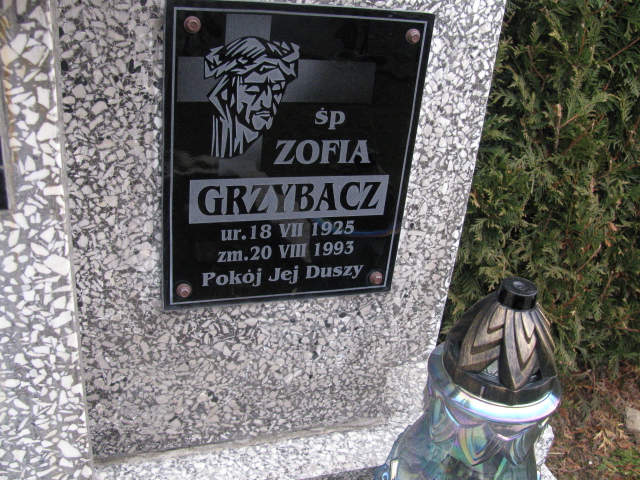 śp
ZOFIA
GRZYBACZ
ur. 18 VII 1925
zm. 20 VIII 1993
Pokój Jej Duszy